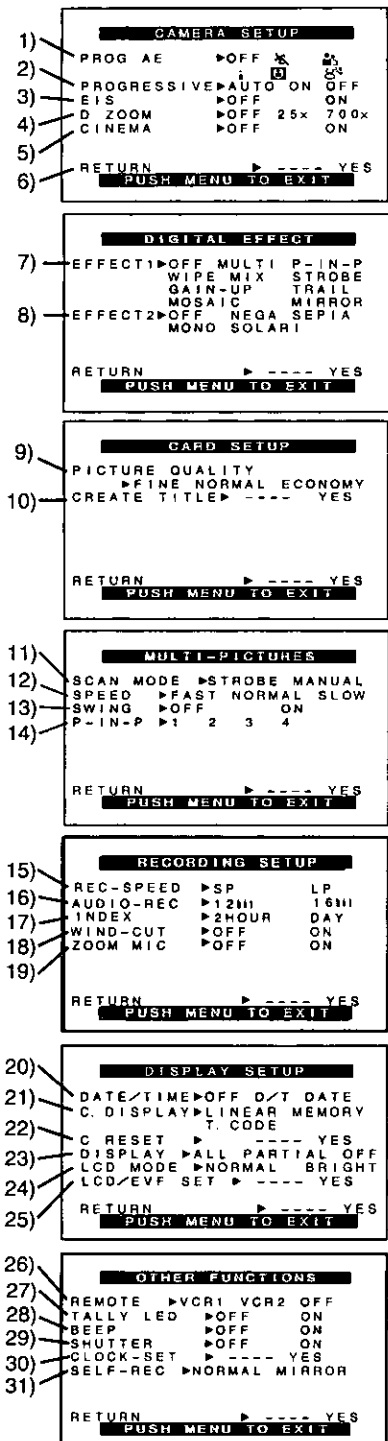 CAMERA SETUP
1) PROG AE ▶OFF
2) PROGRESSIVE▶AUTO ON OFF
3) EIS ▶OFF ON
4) D ZOOM ▶OFF 25x 700x
5) CINEMA ▶OFF ON
6) RETURN ▶ ---- YES
PUSH MENU TO EXIT
DIGITAL EFFECT
7) EFFECT1▶OFF MULTI P-IN-P
WIPE MIX STROBE
GAIN-UP TRAIL
MOSAIC MIRROR
8) EFFECT2▶OFF NEGA SEPIA
MONO SOLARI
RETURN ▶ ---- YES
PUSH MENU TO EXIT
CARD SETUP
9) PICTURE QUALITY
▶FINE NORMAL ECONOMY
10) CREATE TITLE▶ ---- YES
RETURN ▶ ---- YES
PUSH MENU TO EXIT
MULTI-PICTURES
11) SCAN MODE ▶STROBE MANUAL
12) SPEED ▶FAST NORMAL SLOW
13) SWING ▶OFF ON
14) P-IN-P ▶1 2 3 4
RETURN ▶ ---- YES
PUSH MENU TO EXIT
RECORDING SETUP
15) REC-SPEED ▶SP LP
16) AUDIO-REC ▶12bit 16bit
17) INDEX ▶2HOUR DAY
18) WIND-CUT ▶OFF ON
19) ZOOM MIC ▶OFF ON
RETURN ▶ ---- YES
PUSH MENU TO EXIT
DISPLAY SETUP
20) DATE/TIME▶OFF D/T DATE
21) C. DISPLAY▶LINEAR MEMORY
T. CODE
22) C RESET ▶ ---- YES
23) DISPLAY ▶ALL PARTIAL OFF
24) LCD MODE ▶NORMAL BRIGHT
25) LCD/EVF SET ▶ ---- YES
RETURN ▶ ---- YES
PUSH MENU TO EXIT
OTHER FUNCTIONS
26) REMOTE ▶VCR1 VCR2 OFF
27) TALLY LED ▶OFF ON
28) BEEP ▶OFF ON
29) SHUTTER ▶OFF ON
30) CLOCK-SET ▶ ---- YES
31) SELF-REC ▶NORMAL MIRROR
RETURN ▶ ---- YES
PUSH MENU TO EXIT